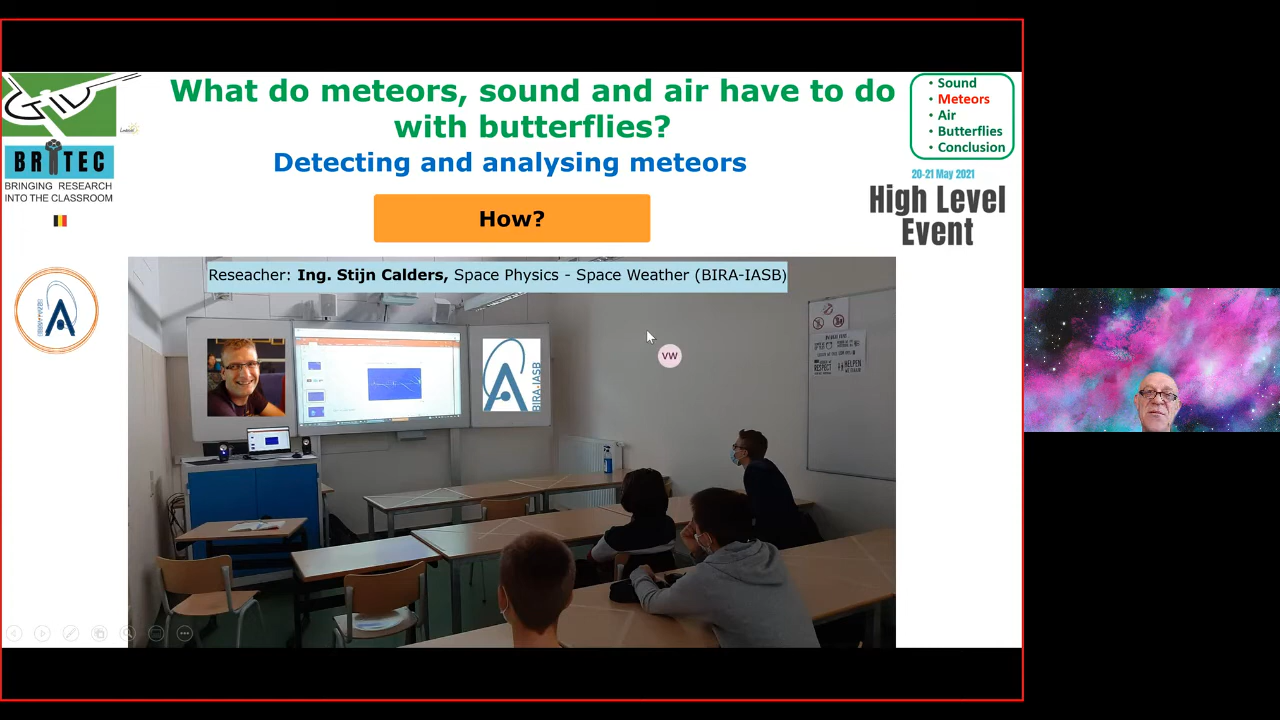 What do meteors, sound and air have to do
with butterflies?
Detecting and analysing meteors
How?
• Sound
• Meteors
• Air
• Butterflies
• Conclusion
20-21 May 2021
High Level
Event
BRITEC
BRINGING RESEARCH
INTO THE CLASSROOM
Reseacher: Ing. Stijn Calders, Space Physics - Space Weather (BIRA-IASB)
BIRA-IASB
VW
RESPECT
HELPEN